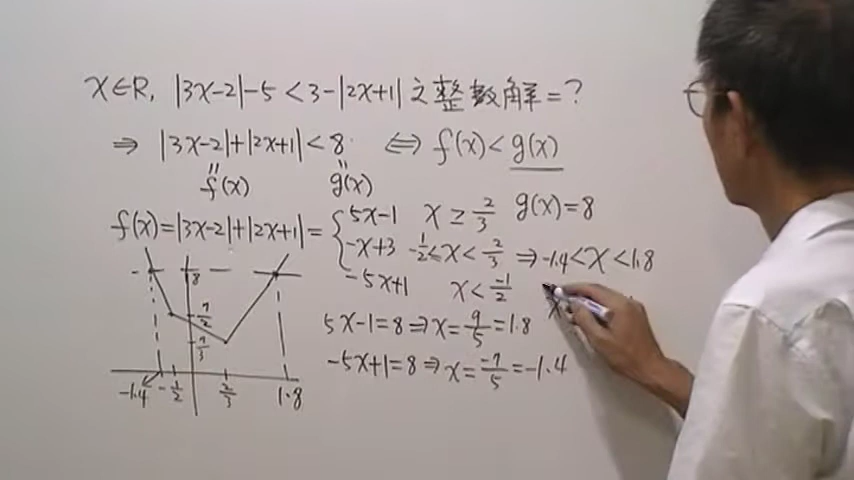 x∈R, |3x-2|-5<3-|2x+1| 之整數解=?
⇒ |3x-2|+|2x+1|<8 ⟺ f(x)<g(x)
" "
f(x) g(x)
f(x)=|3x-2|+|2x+1|= { 5x-1 x≥2/3 g(x)=8
-x+3 -1/2≤x<2/3 ⇒ -1.4<x<1.8
-5x+1 x<-1/2 x
5x-1=8⇒x=9/5=1.8
-5x+1=8⇒x=-7/5=-1.4
8
7/2
7/3
-1.4 -1/2 2/3 1.8